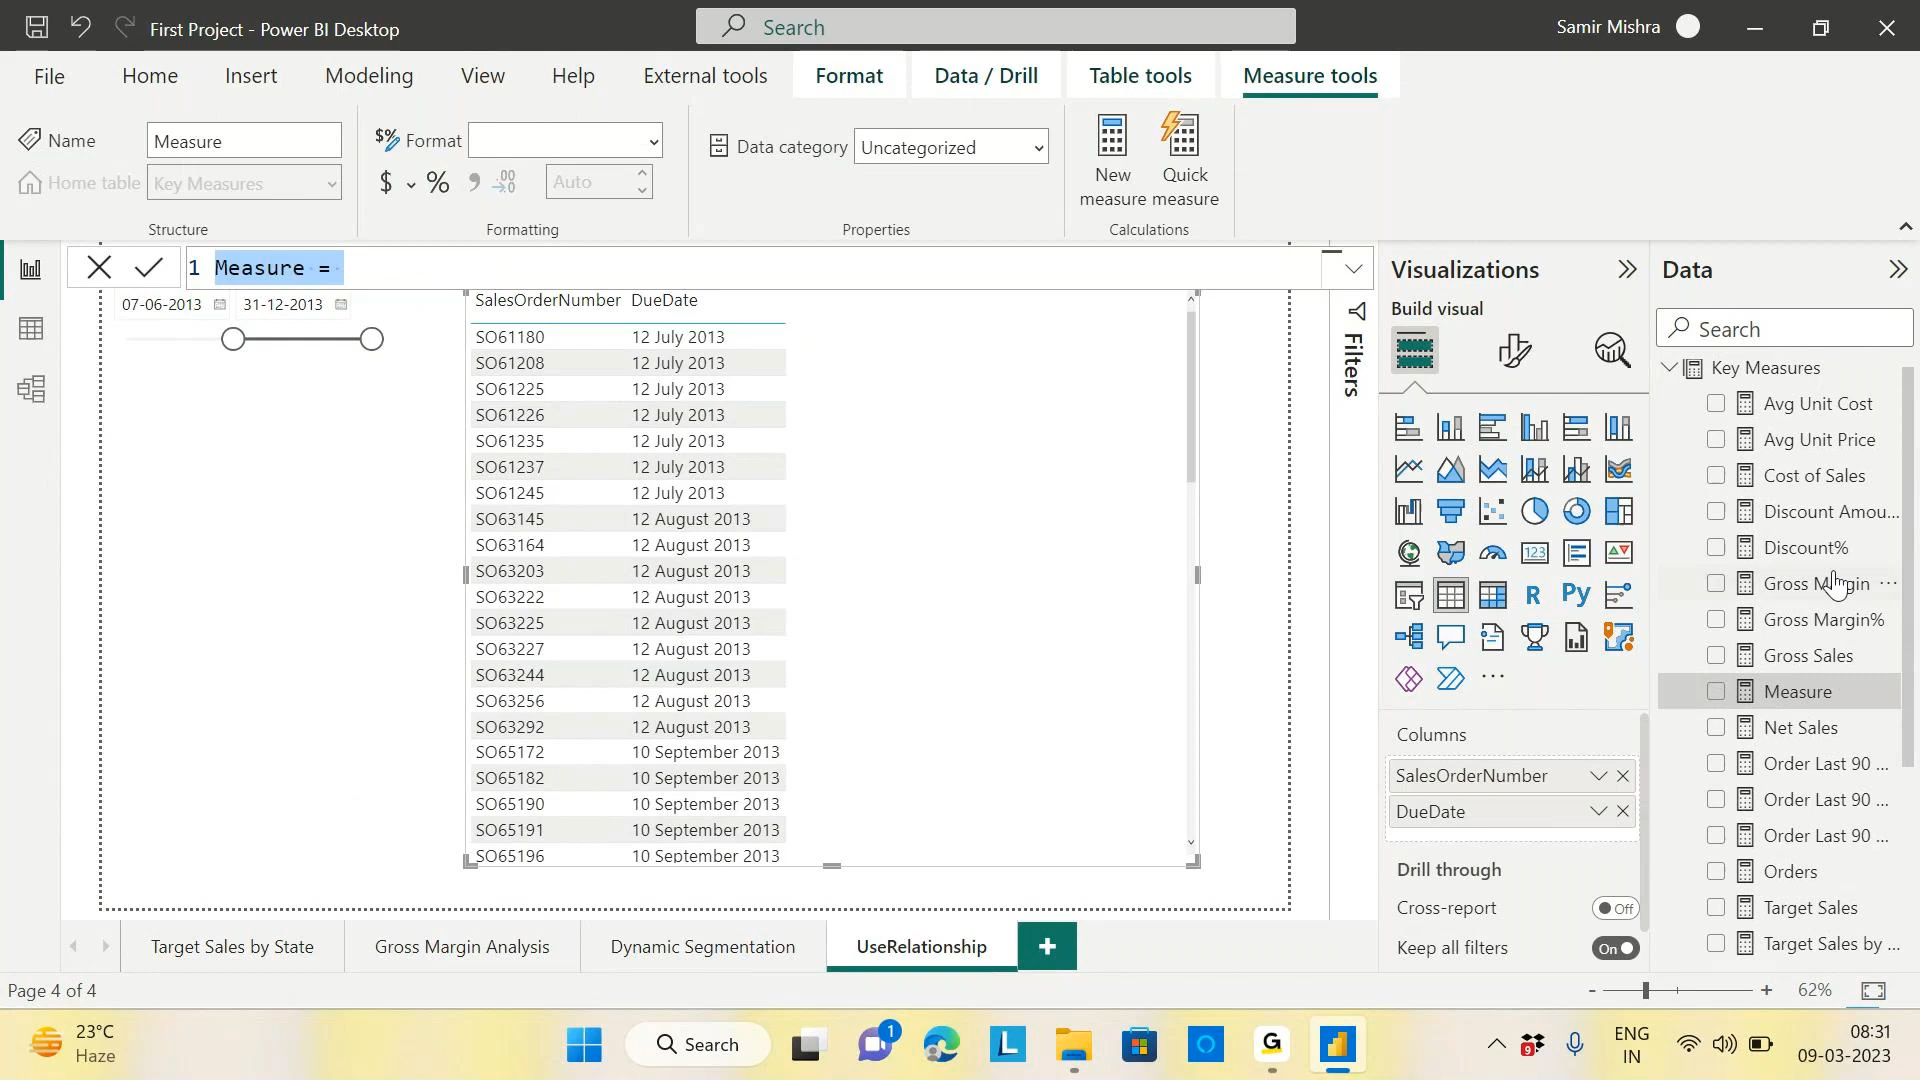 First Project - Power BI Desktop
Search
Samir Mishra
File
Home
Insert
Modeling
View
Help
External tools
Format
Data / Drill
Table tools
Measure tools
Name
Measure
Home table
Key Measures
Structure
$% Format
$ % 9 .00
Auto
Formatting
Data category
Uncategorized
Properties
New
measure
Quick
measure
Calculations
1 Measure =
07-06-2013
31-12-2013
SalesOrderNumber DueDate
SO61180 12 July 2013
SO61208 12 July 2013
SO61225 12 July 2013
SO61226 12 July 2013
SO61235 12 July 2013
SO61237 12 July 2013
SO61245 12 July 2013
SO63145 12 August 2013
SO63164 12 August 2013
SO63203 12 August 2013
SO63222 12 August 2013
SO63225 12 August 2013
SO63227 12 August 2013
SO63244 12 August 2013
SO63256 12 August 2013
SO63292 12 August 2013
SO65172 10 September 2013
SO65182 10 September 2013
SO65190 10 September 2013
SO65191 10 September 2013
SO65196 10 September 2013
Filters
Visualizations
Build visual
123
R
Py
...
Columns
SalesOrderNumber
DueDate
Drill through
Cross-report
Off
Keep all filters
On
Data
Search
Key Measures
Avg Unit Cost
Avg Unit Price
Cost of Sales
Discount Amou...
Discount%
Gross Margin ...
Gross Margin%
Gross Sales
Measure
Net Sales
Order Last 90 ...
Order Last 90 ...
Order Last 90 ...
Orders
Target Sales
Target Sales by ...
Target Sales by State
Gross Margin Analysis
Dynamic Segmentation
UseRelationship
+
Page 4 of 4
- + 62%
23°C
Haze
Search
1
L
G
9
ENG
IN
08:31
09-03-2023